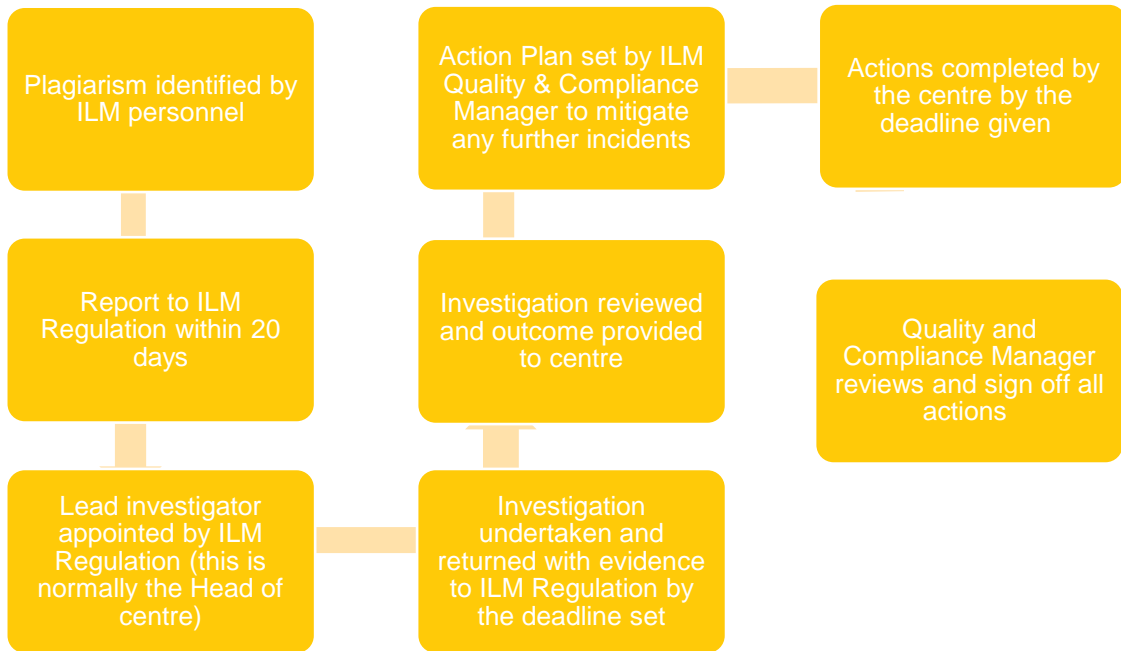 Plagiarism identified by
ILM personnel
Report to ILM
Regulation within 20
days
Lead investigator
appointed by ILM
Regulation (this is
normally the Head of
centre)
Investigation
undertaken and
returned with evidence
to ILM Regulation by
the deadline set
Investigation reviewed
and outcome provided
to centre
Action Plan set by ILM
Quality & Compliance
Manager to mitigate
any further incidents
Actions completed by
the centre by the
deadline given
Quality and
Compliance Manager
reviews and sign off all
actions